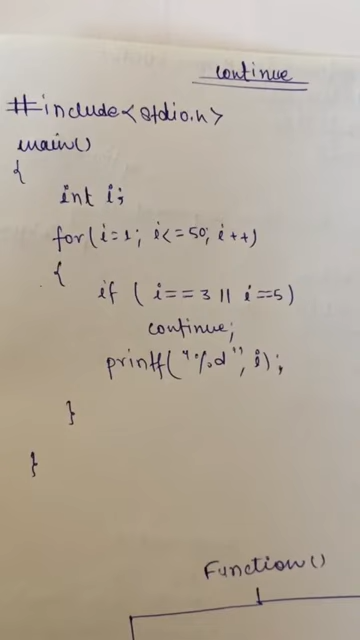 continue
#include<stdio.h>
main()
{
int i;
for(i=1; i<=50; i++)
{
if (i==3 || i==5)
continue;
printf("%d", i);
}
}
Function()